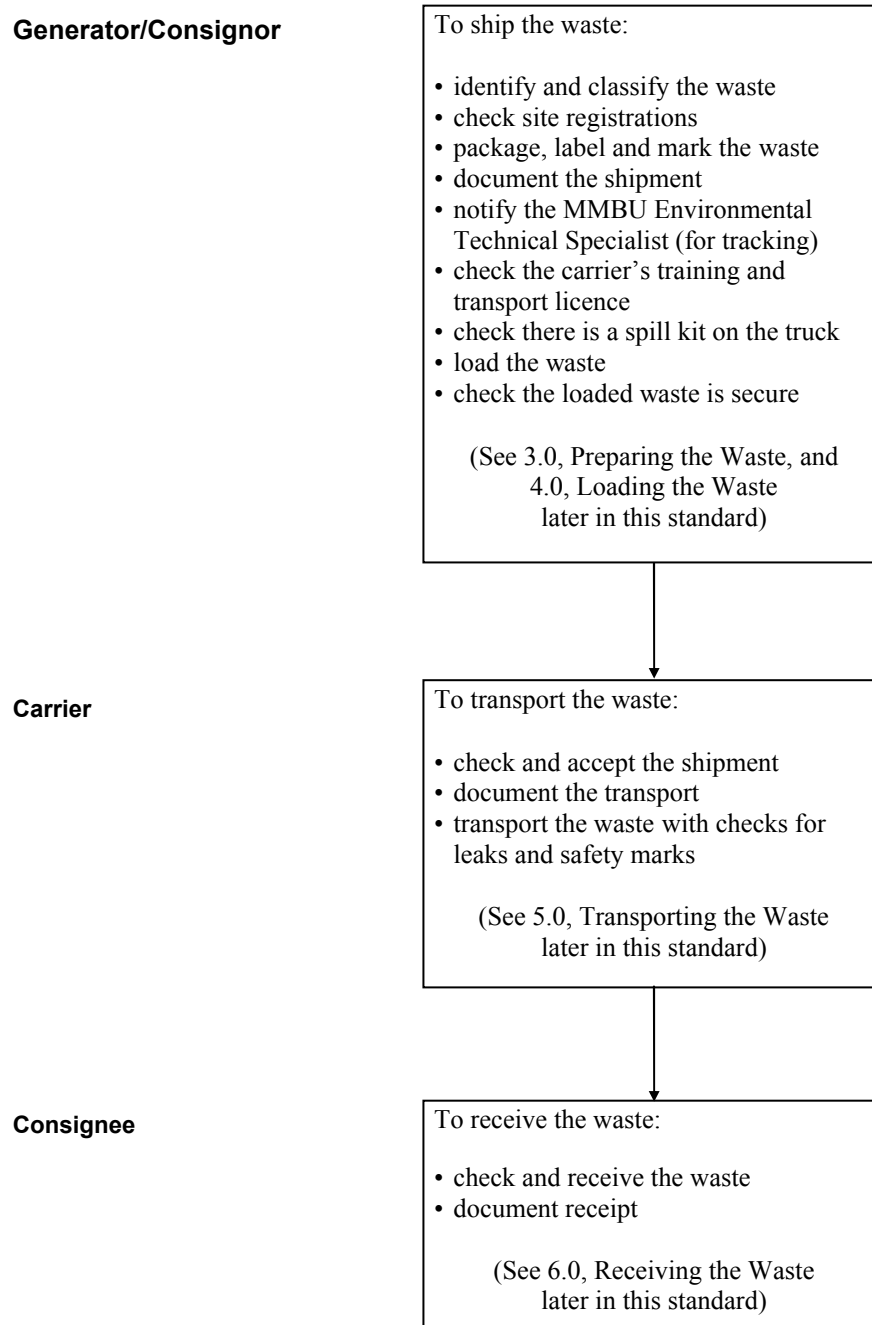 Generator/Consignor
To ship the waste:
• identify and classify the waste
• check site registrations
• package, label and mark the waste
• document the shipment
• notify the MMBU Environmental
Technical Specialist (for tracking)
• check the carrier’s training and
transport licence
• check there is a spill kit on the truck
• load the waste
• check the loaded waste is secure
(See 3.0, Preparing the Waste, and
4.0, Loading the Waste
later in this standard)
Carrier
To transport the waste:
• check and accept the shipment
• document the transport
• transport the waste with checks for
leaks and safety marks
(See 5.0, Transporting the Waste
later in this standard)
Consignee
To receive the waste:
• check and receive the waste
• document receipt
(See 6.0, Receiving the Waste
later in this standard)